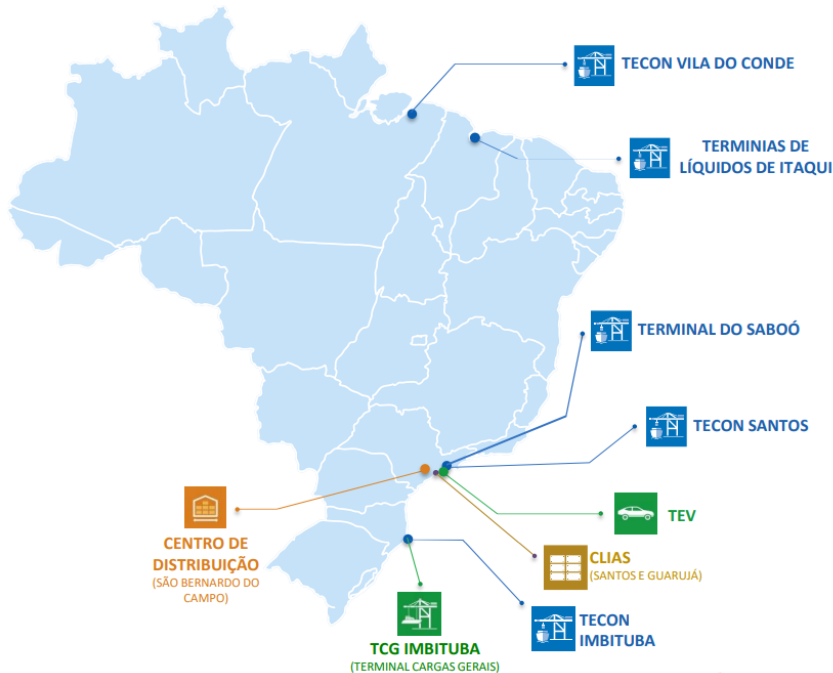 TECON VILA DO CONDE
TERMINIAS DE
LÍQUIDOS DE ITAQUI
TERMINAL DO SABOÓ
TECON SANTOS
TEV
CLIAS
(SANTOS E GUARUJÁ)
CENTRO DE
DISTRIBUIÇÃO
(SÃO BERNARDO DO
CAMPO)
TECON
IMBITUBA
TCG IMBITUBA
(TERMINAL CARGAS GERAIS)